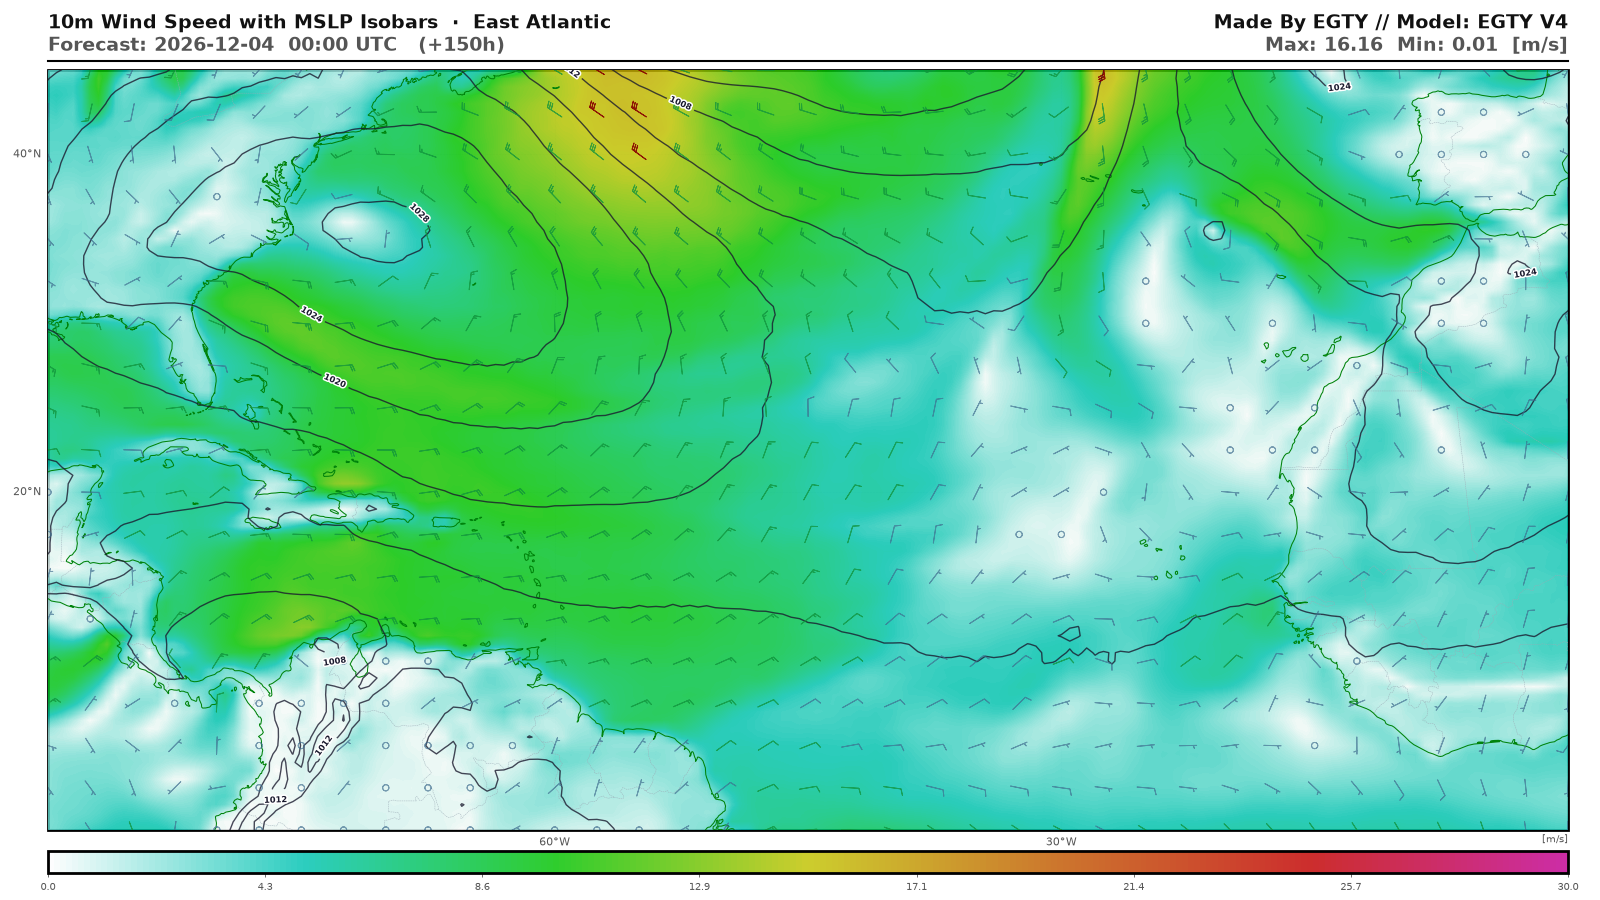 10m Wind Speed with MSLP Isobars · East Atlantic
Made By EGTY // Model: EGTY V4
Forecast: 2026-12-04 00:00 UTC (+150h)
Max: 16.16 Min: 0.01 [m/s]
12
1024
1008
40°N
1028
1024
1024
1020
20°N
1008
1012
1012
60°W
30°W
[m/s]
0.0
4.3
8.6
12.9
17.1
21.4
25.7
30.0